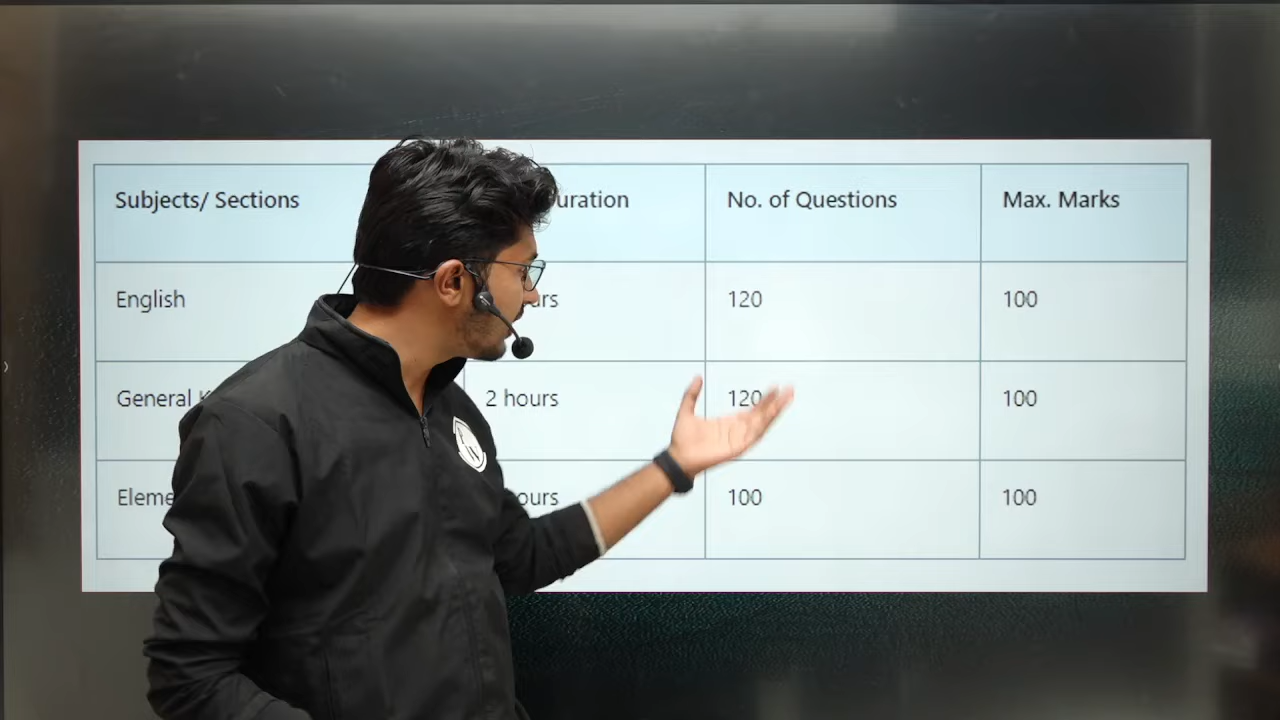 Subjects/ Sections uration No. of Questions Max. Marks
English urs 120 100
General 2 hours 120 100
Eleme ours 100 100